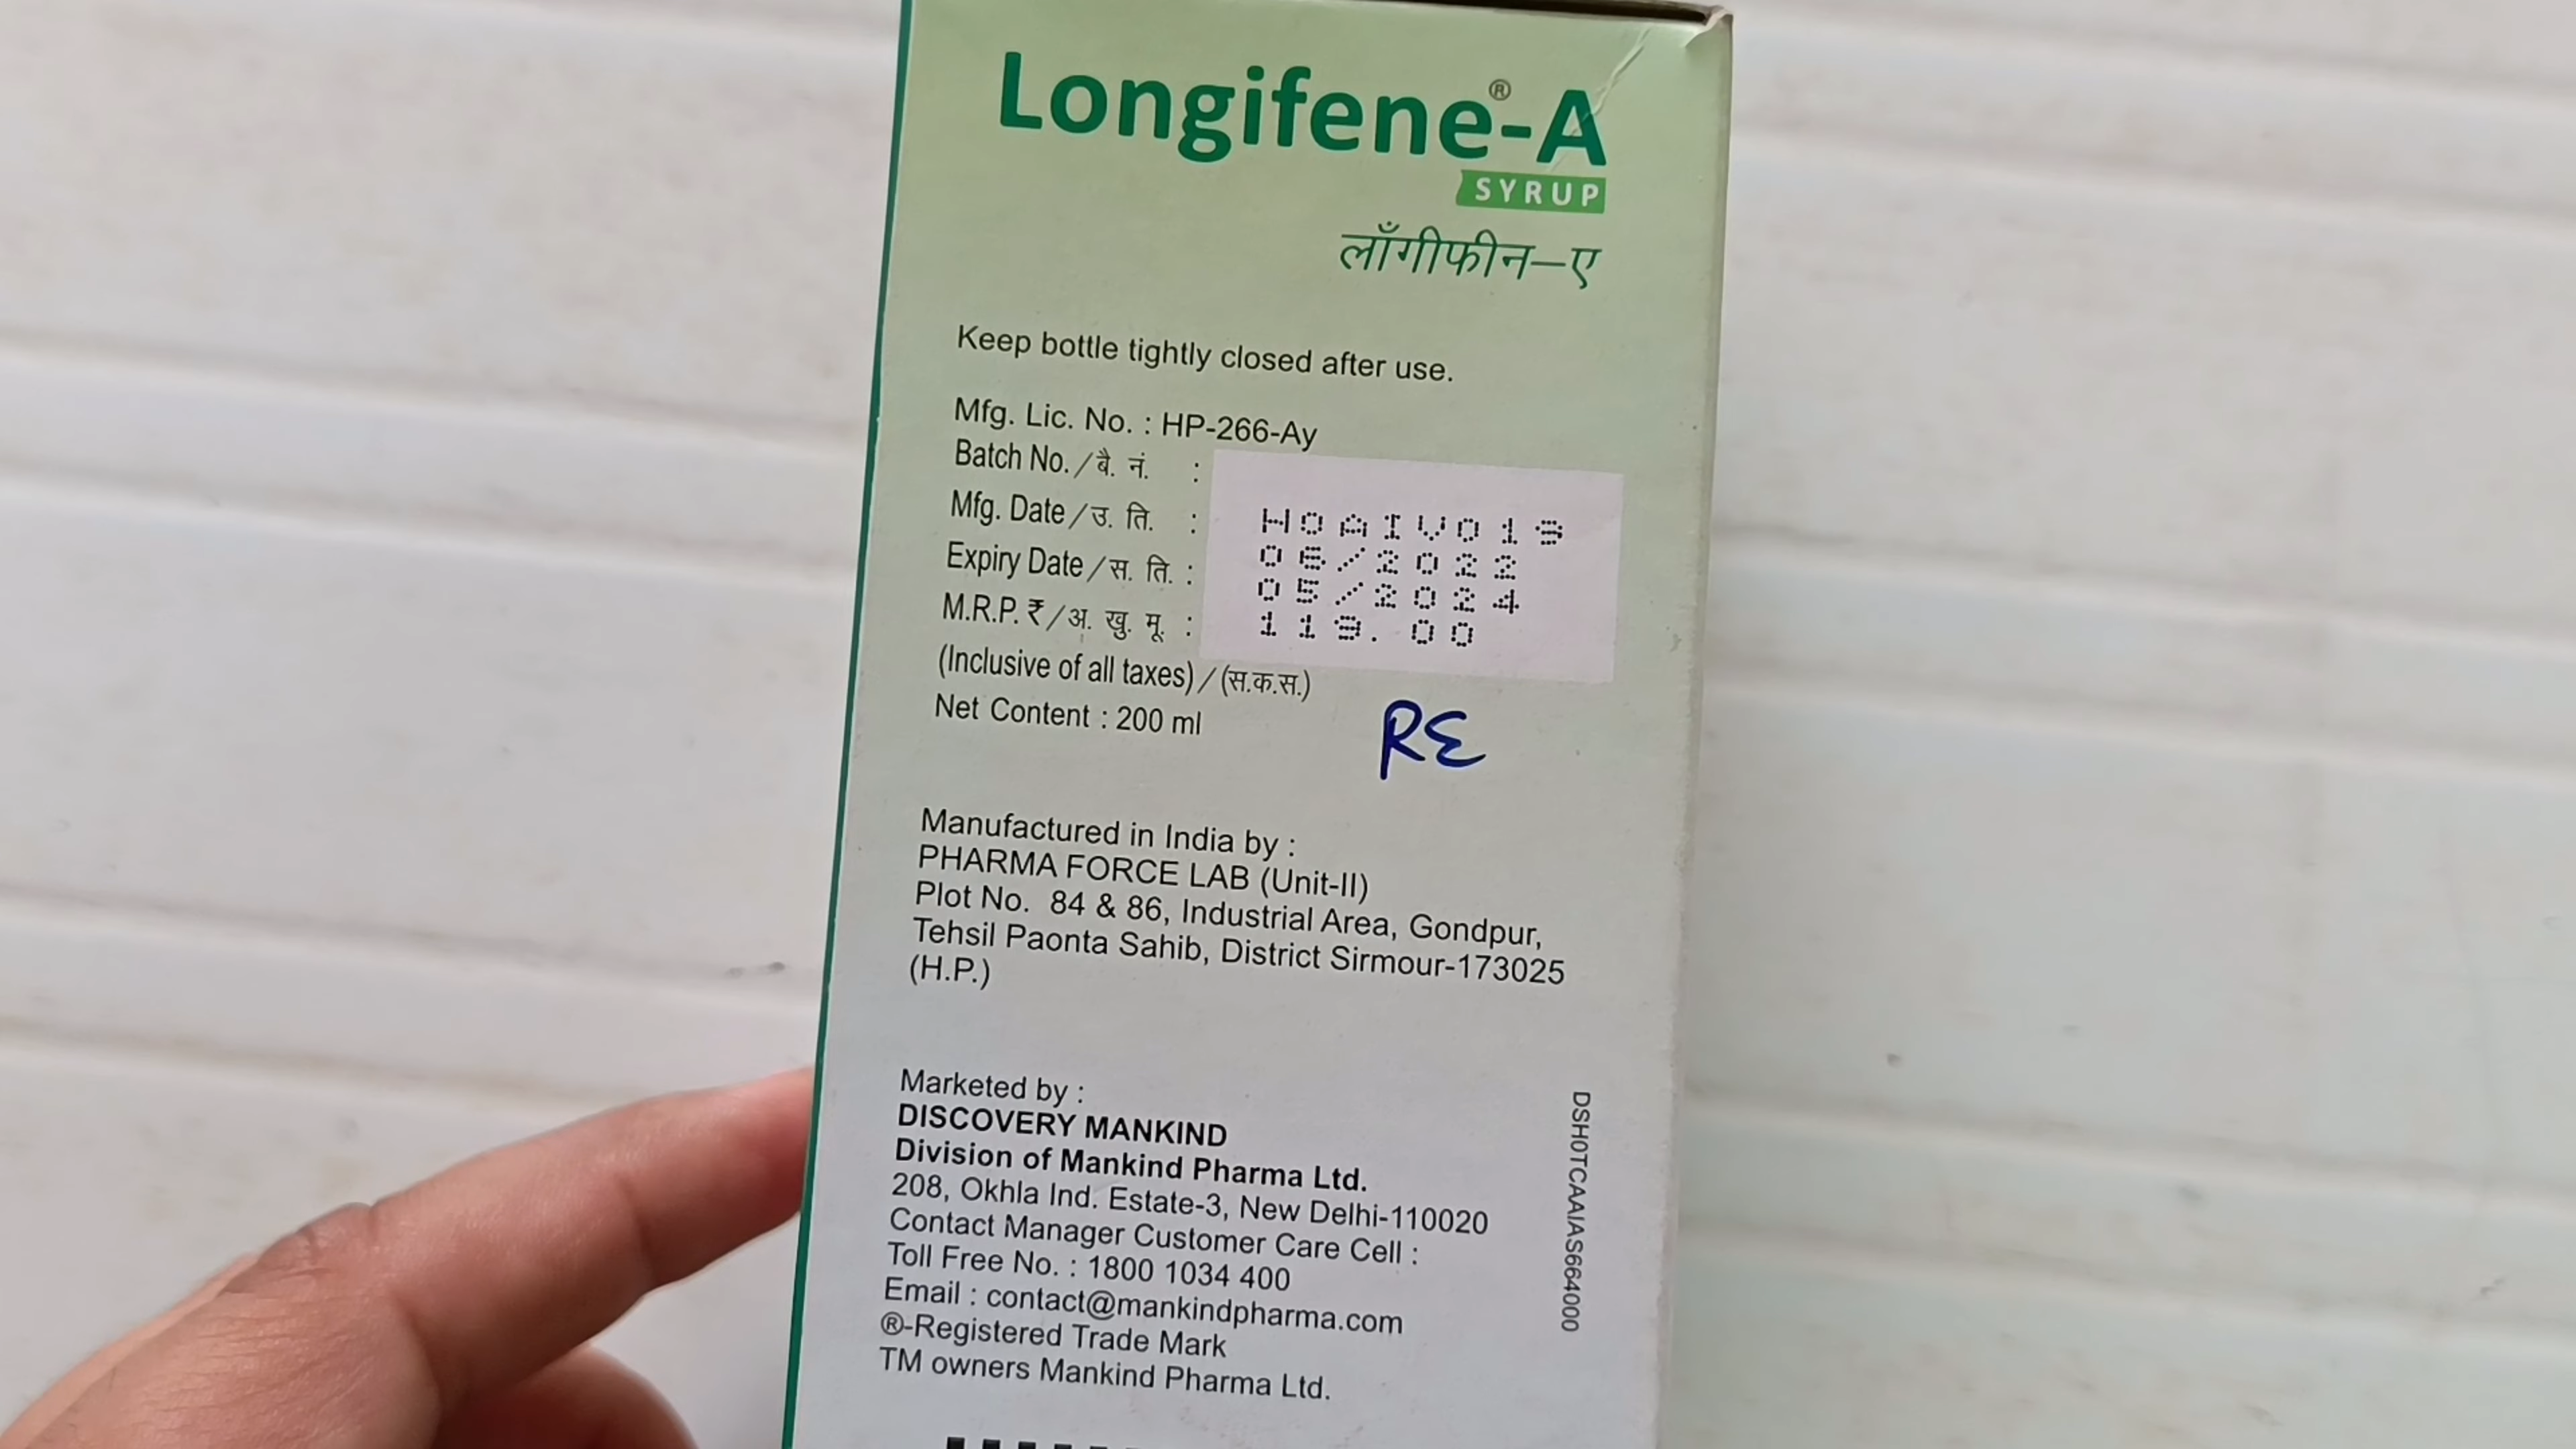 Longifene®-A
SYRUP
लॉंगीफीन–ए
Keep bottle tightly closed after use.
Mfg. Lic. No. : HP-266-Ay
Batch No./बै. नं. : HOAIV019
Mfg. Date/उ. ति. : 06/2022
Expiry Date/स. ति. : 05/2024
M.R.P. ₹/अ. खु. मू. : 119.00
(Inclusive of all taxes)/(स.क.स.)
Net Content : 200 ml
Manufactured in India by :
PHARMA FORCE LAB (Unit-II)
Plot No. 84 & 86, Industrial Area, Gondpur,
Tehsil Paonta Sahib, District Sirmour-173025
(H.P.)
Marketed by :
DISCOVERY MANKIND
Division of Mankind Pharma Ltd.
208, Okhla Ind. Estate-3, New Delhi-110020
Contact Manager Customer Care Cell :
Toll Free No. : 1800 1034 400
Email : contact@mankindpharma.com
®-Registered Trade Mark
TM owners Mankind Pharma Ltd.
DSH0TCAAIAS664000